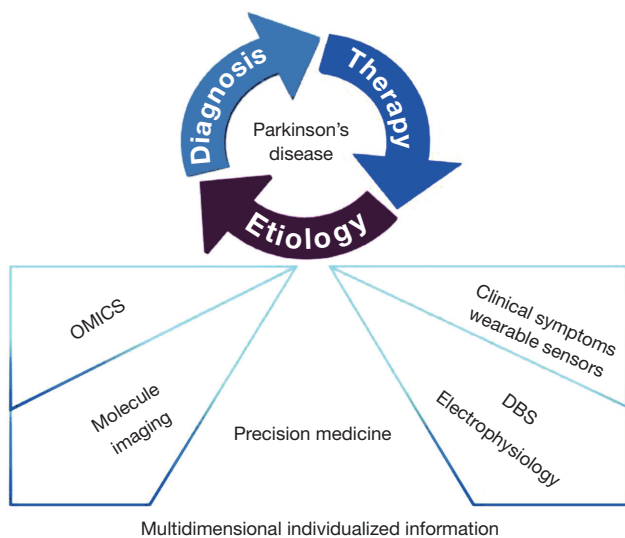 Diagnosis
Therapy
Parkinson's
disease
Etiology
OMICS
Clinical symptoms
wearable sensors
Molecule
imaging
DBS
Electrophysiology
Precision medicine
Multidimensional individualized information